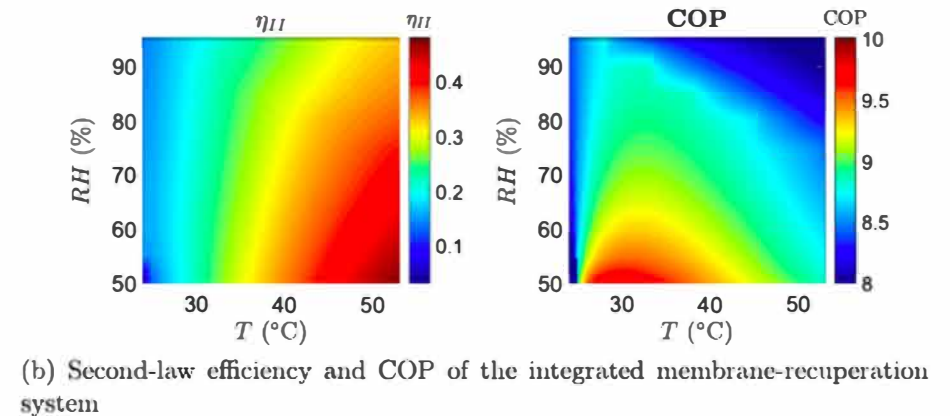 η_II η_II COP COP
90 0.4 90 10
80 80 9.5
RH (%) 70 0.3 RH (%) 70 9
60 0.2 60 8.5
50 0.1 50 8
30 40 50 30 40 50
T (°C) T (°C)
(b) Second-law efficiency and COP of the integrated membrane-recuperation
system